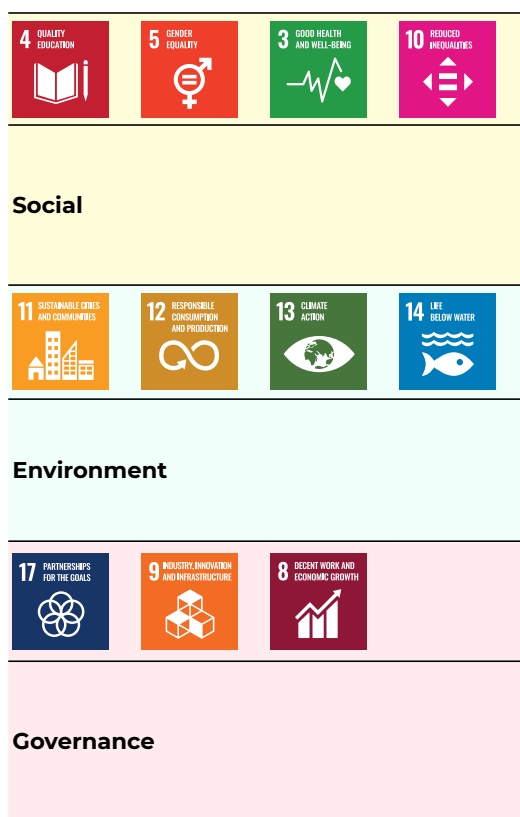 4 QUALITY
EDUCATION
5 GENDER
EQUALITY
3 GOOD HEALTH
AND WELL-BEING
10 REDUCED
INEQUALITIES
Social
11 SUSTAINABLE CITIES
AND COMMUNITIES
12 RESPONSIBLE
CONSUMPTION
AND PRODUCTION
13 CLIMATE
ACTION
14 LIFE
BELOW WATER
Environment
17 PARTNERSHIPS
FOR THE GOALS
9 INDUSTRY, INNOVATION
AND INFRASTRUCTURE
8 DECENT WORK AND
ECONOMIC GROWTH
Governance